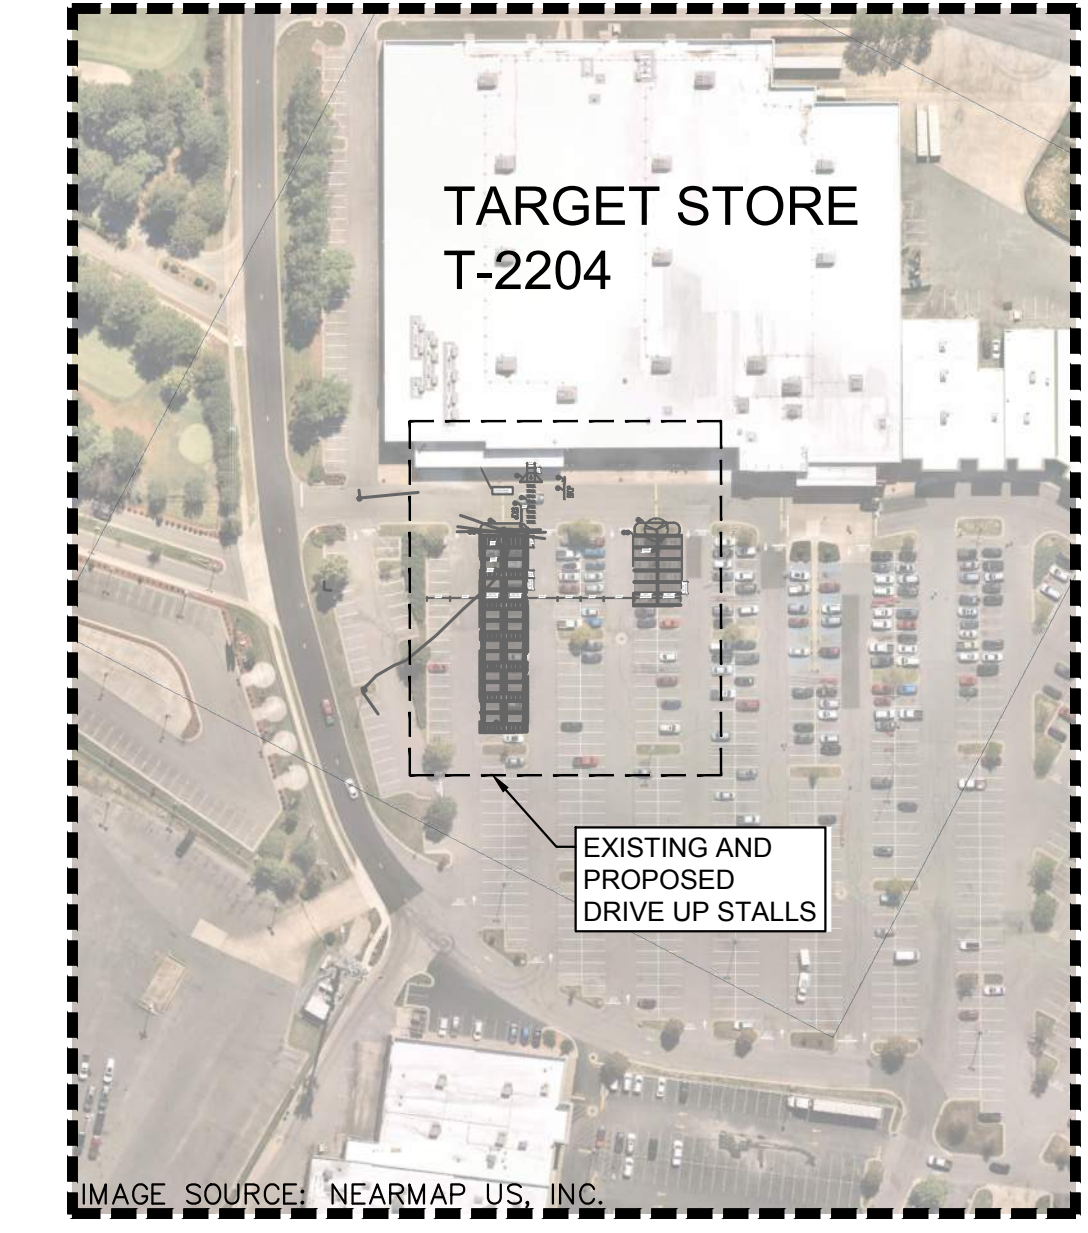 TARGET STORE
T-2204
EXISTING AND
PROPOSED
DRIVE UP STALLS
IMAGE SOURCE: NEARMAP US, INC.